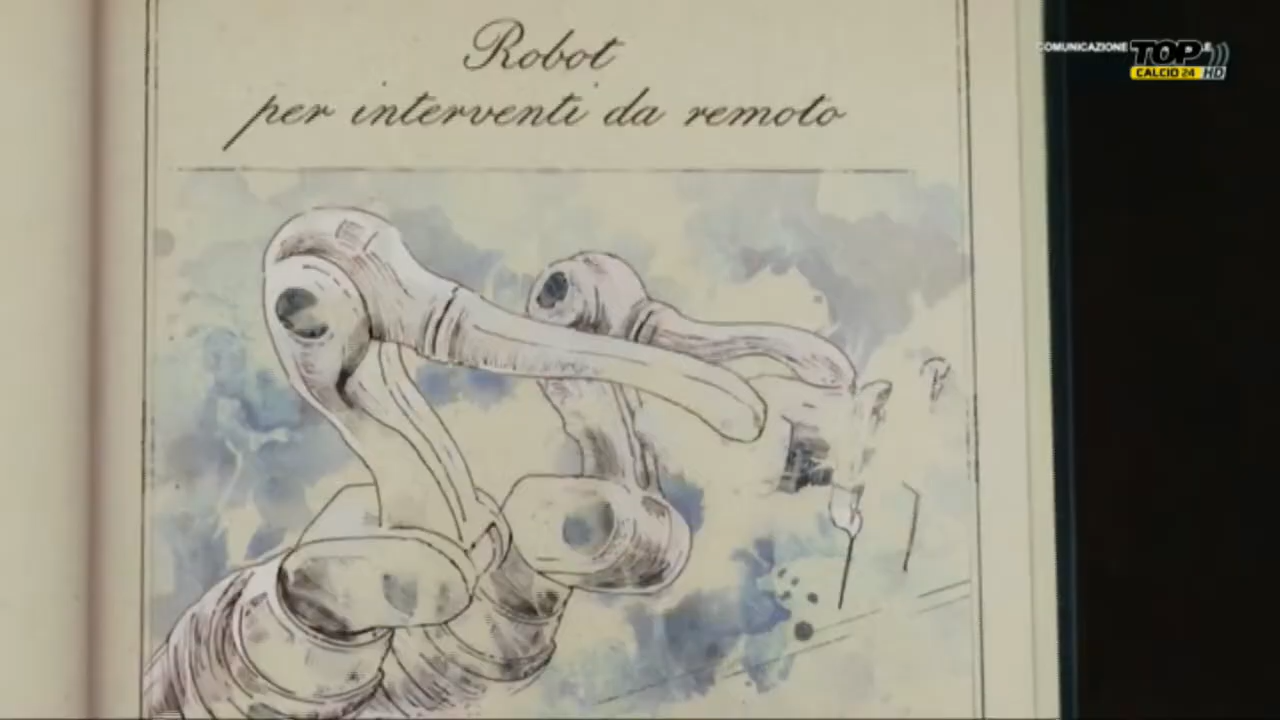 Robot
per interventi da remoto
COMUNICAZIONE
TOP
CALCIO 24 HD